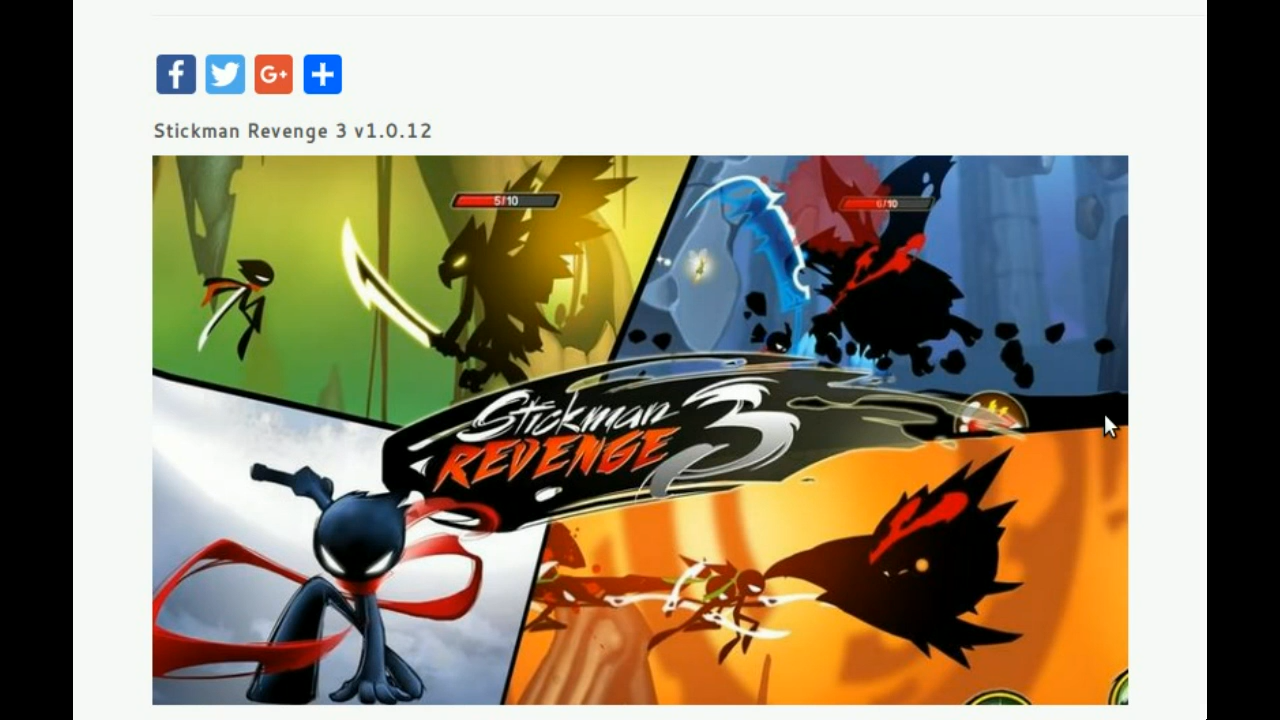 f G+ +
Stickman Revenge 3 v1.0.12
5/10
6/10
Stickman
REVENGE 3